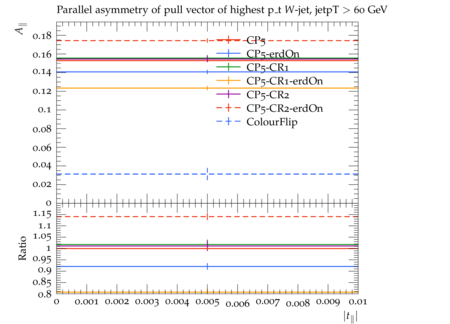 Parallel asymmetry of pull vector of highest p_t W-jet, jetpT > 60 GeV
A∥
0.18
0.16
0.14
0.12
0.1
0.08
0.06
0.04
0.02
0
CP5
CP5-erdOn
CP5-CR1
CP5-CR1-erdOn
CP5-CR2
CP5-CR2-erdOn
ColourFlip
Ratio
1.15
1.1
1.05
1
0.95
0.9
0.85
0.8
0 0.001 0.002 0.003 0.004 0.005 0.006 0.007 0.008 0.009 0.01
|t∥|